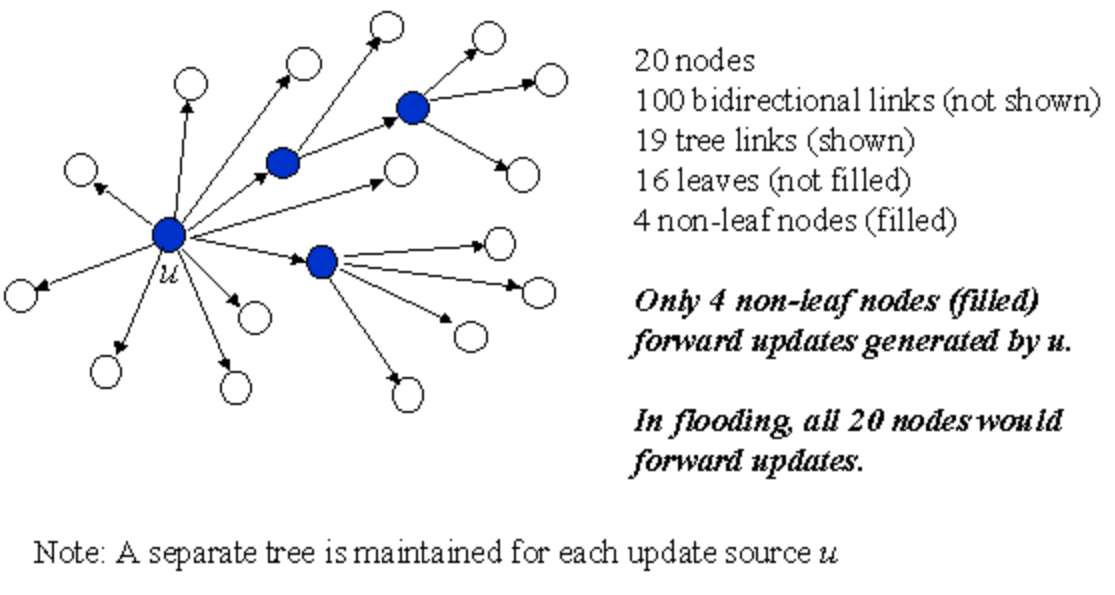 u
20 nodes
100 bidirectional links (not shown)
19 tree links (shown)
16 leaves (not filled)
4 non-leaf nodes (filled)
Only 4 non-leaf nodes (filled)
forward updates generated by u.
In flooding, all 20 nodes would
forward updates.
Note: A separate tree is maintained for each update source u